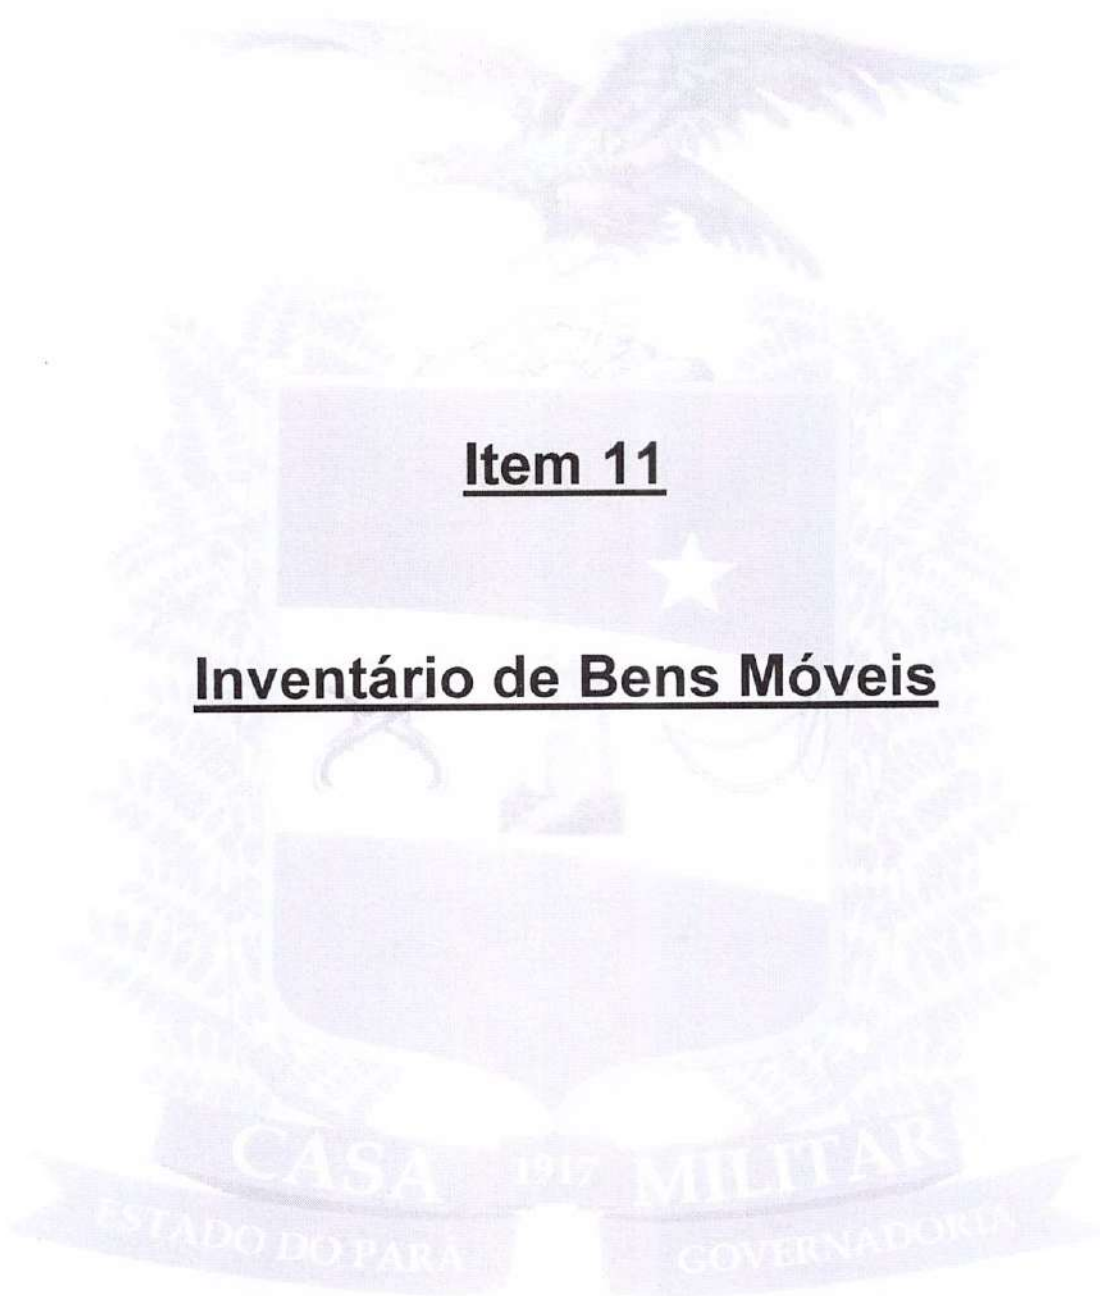 Item 11
Inventário de Bens Móveis
CASA 1917 MILITAR
ESTADO DO PARÁ GOVERNADORIA